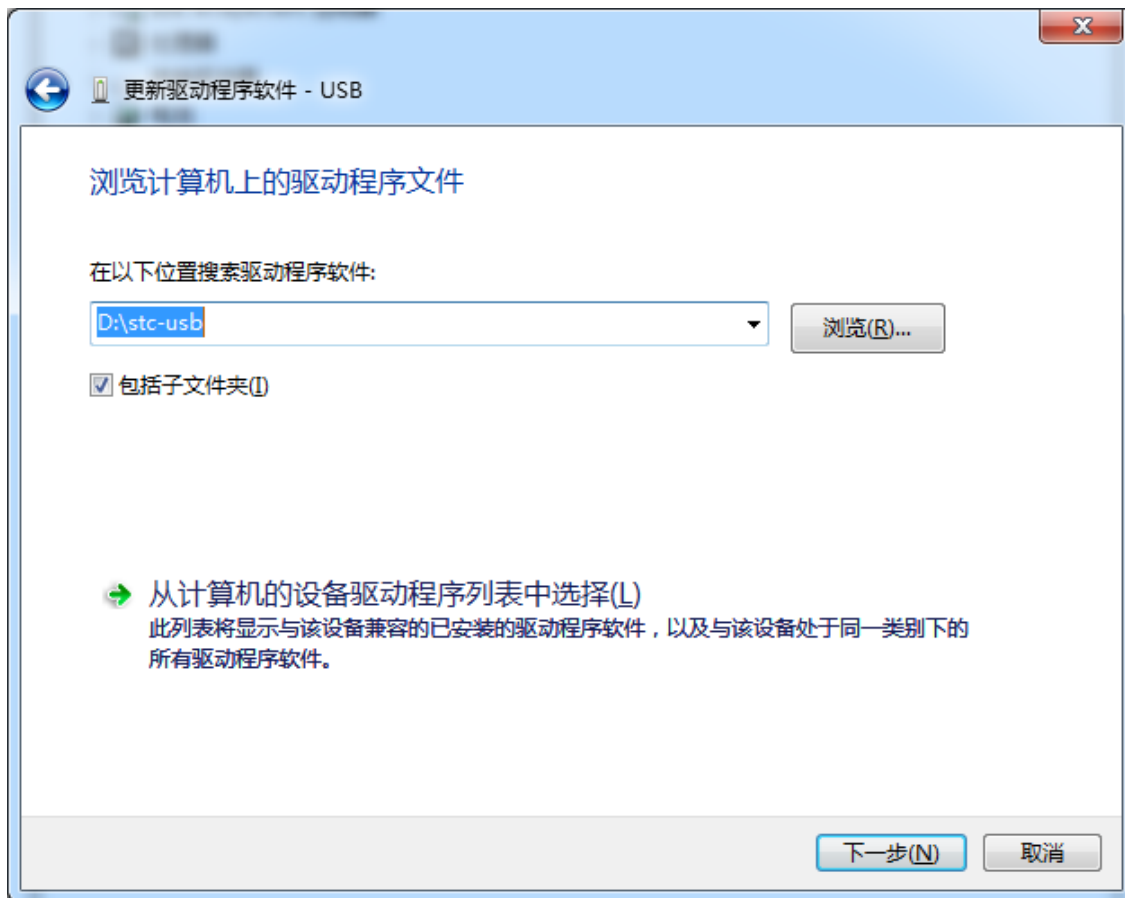 更新驱动程序软件 - USB
浏览计算机上的驱动程序文件
在以下位置搜索驱动程序软件:
D:\stc-usb
浏览(R)...
包括子文件夹(I)
从计算机的设备驱动程序列表中选择(L)
此列表将显示与该设备兼容的已安装的驱动程序软件，以及与该设备处于同一类别下的
所有驱动程序软件。
下一步(N)
取消